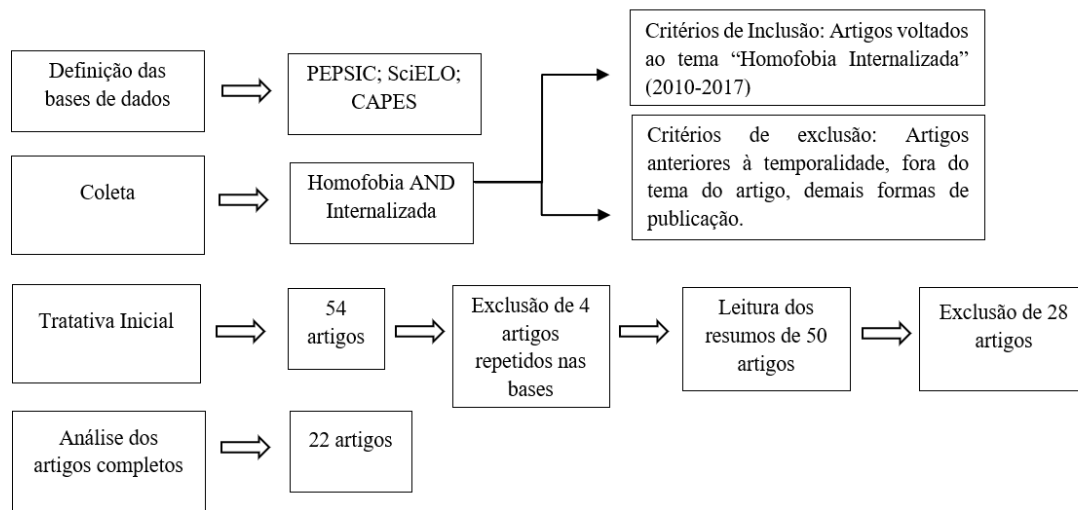 Definição das
bases de dados
PEPSIC; SciELO;
CAPES
Critérios de Inclusão: Artigos voltados
ao tema “Homofobia Internalizada”
(2010-2017)
Coleta
Homofobia AND
Internalizada
Critérios de exclusão: Artigos
anteriores à temporalidade, fora do
tema do artigo, demais formas de
publicação.
Tratativa Inicial
54
artigos
Exclusão de 4
artigos
repetidos nas
bases
Leitura dos
resumos de 50
artigos
Exclusão de 28
artigos
Análise dos
artigos completos
22 artigos